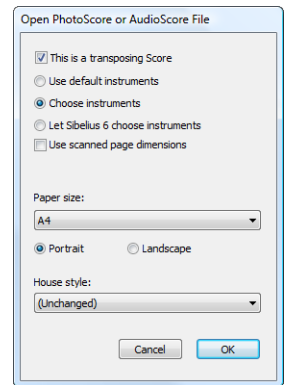 Open PhotoScore or AudioScore File
This is a transposing Score
Use default instruments
Choose instruments
Let Sibelius 6 choose instruments
Use scanned page dimensions
Paper size:
A4
Portrait Landscape
House style:
(Unchanged)
Cancel OK